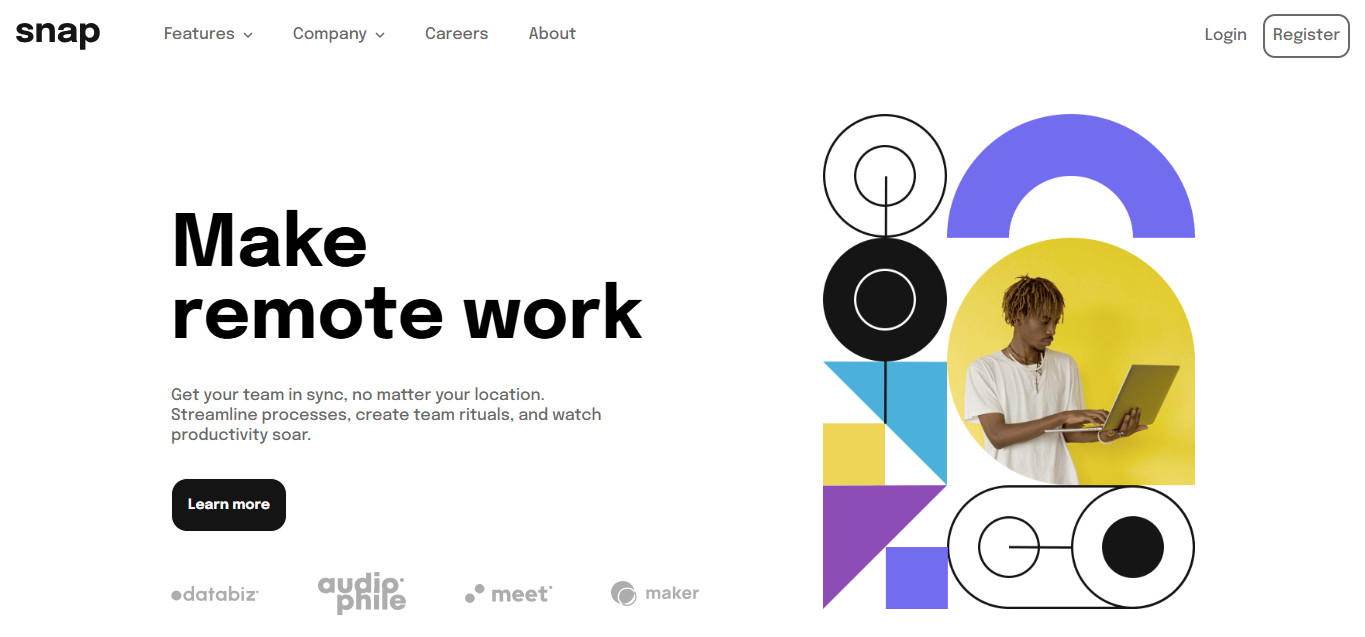 snap
Features
Company
Careers
About
Login
Register
Make
remote work
Get your team in sync, no matter your location.
Streamline processes, create team rituals, and watch
productivity soar.
Learn more
databiz
audiophile
meet
maker